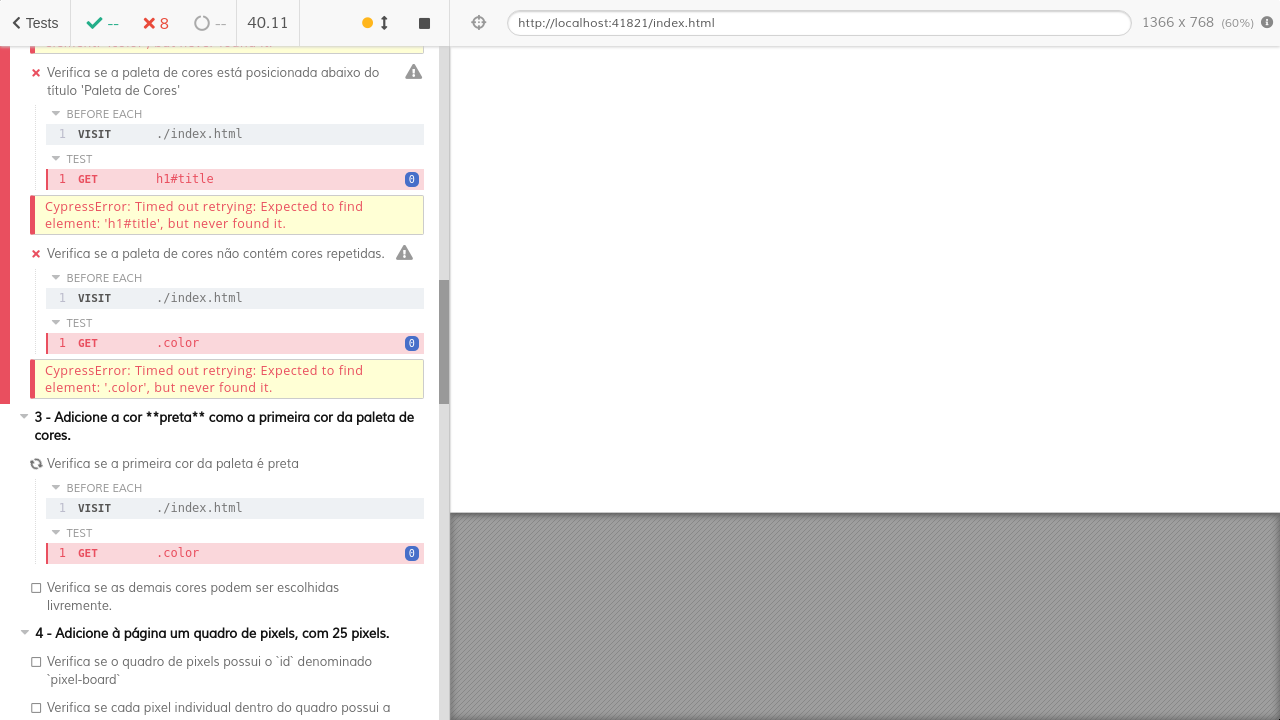 Tests
--
8
--
40.11
http://localhost:41821/index.html
1366 x 768 (60%)
element: '.color', but never found it.
Verifica se a paleta de cores está posicionada abaixo do
título 'Paleta de Cores'
BEFORE EACH
1 VISIT ./index.html
TEST
1 GET h1#title 0
CypressError: Timed out retrying: Expected to find
element: 'h1#title', but never found it.
Verifica se a paleta de cores não contém cores repetidas.
BEFORE EACH
1 VISIT ./index.html
TEST
1 GET .color 0
CypressError: Timed out retrying: Expected to find
element: '.color', but never found it.
3 - Adicione a cor **preta** como a primeira cor da paleta de
cores.
Verifica se a primeira cor da paleta é preta
BEFORE EACH
1 VISIT ./index.html
TEST
1 GET .color 0
Verifica se as demais cores podem ser escolhidas
livremente.
4 - Adicione à página um quadro de pixels, com 25 pixels.
Verifica se o quadro de pixels possui o `id` denominado
`pixel-board`
Verifica se cada pixel individual dentro do quadro possui a